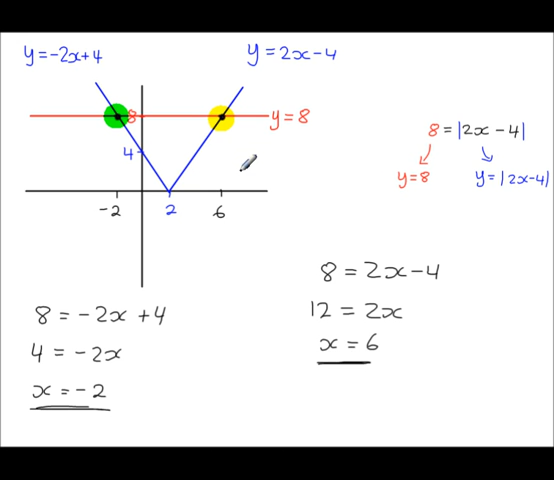 y=-2x+4
y=2x-4
8
y=8
4
-2
2
6
8=|2x-4|
y=8
y=|2x-4|
8=2x-4
12=2x
x=6
8=-2x+4
4=-2x
x=-2